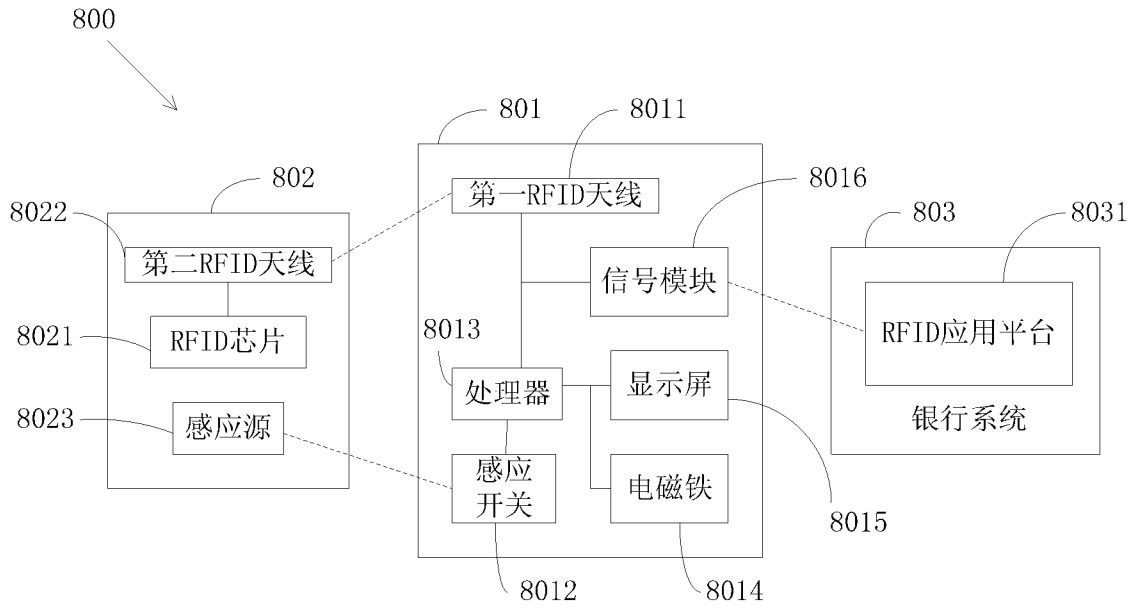 800
801
8011
802
8016
8022
第一RFID天线
803
8031
第二RFID天线
信号模块
8021
RFID芯片
8013
RFID应用平台
处理器
显示屏
8023
感应源
银行系统
感应
开关
电磁铁
8015
8012
8014